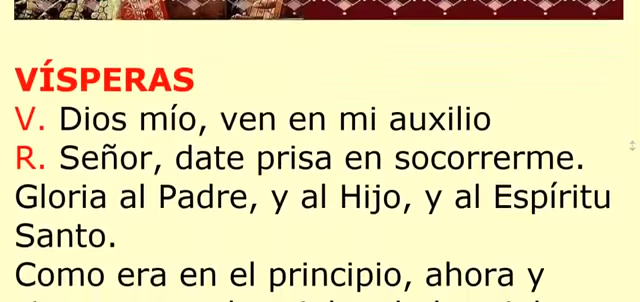 VÍSPERAS
V. Dios mío, ven en mi auxilio
R. Señor, date prisa en socorrerme.
Gloria al Padre, y al Hijo, y al Espíritu
Santo.
Como era en el principio, ahora y